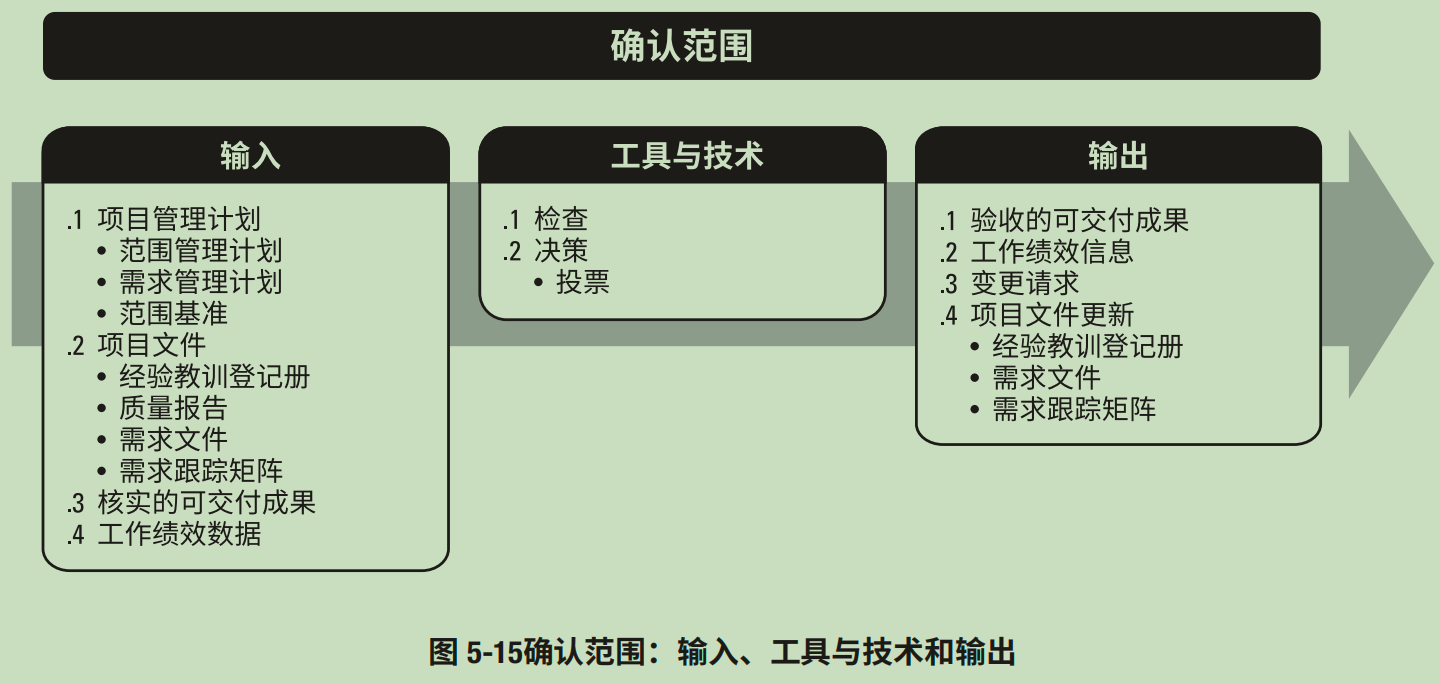 确认范围
输入
.1 项目管理计划
• 范围管理计划
• 需求管理计划
• 范围基准
.2 项目文件
• 经验教训登记册
• 质量报告
• 需求文件
• 需求跟踪矩阵
.3 核实的可交付成果
.4 工作绩效数据
工具与技术
.1 检查
.2 决策
• 投票
输出
.1 验收的可交付成果
.2 工作绩效信息
.3 变更请求
.4 项目文件更新
• 经验教训登记册
• 需求文件
• 需求跟踪矩阵
图 5-15确认范围：输入、工具与技术和输出